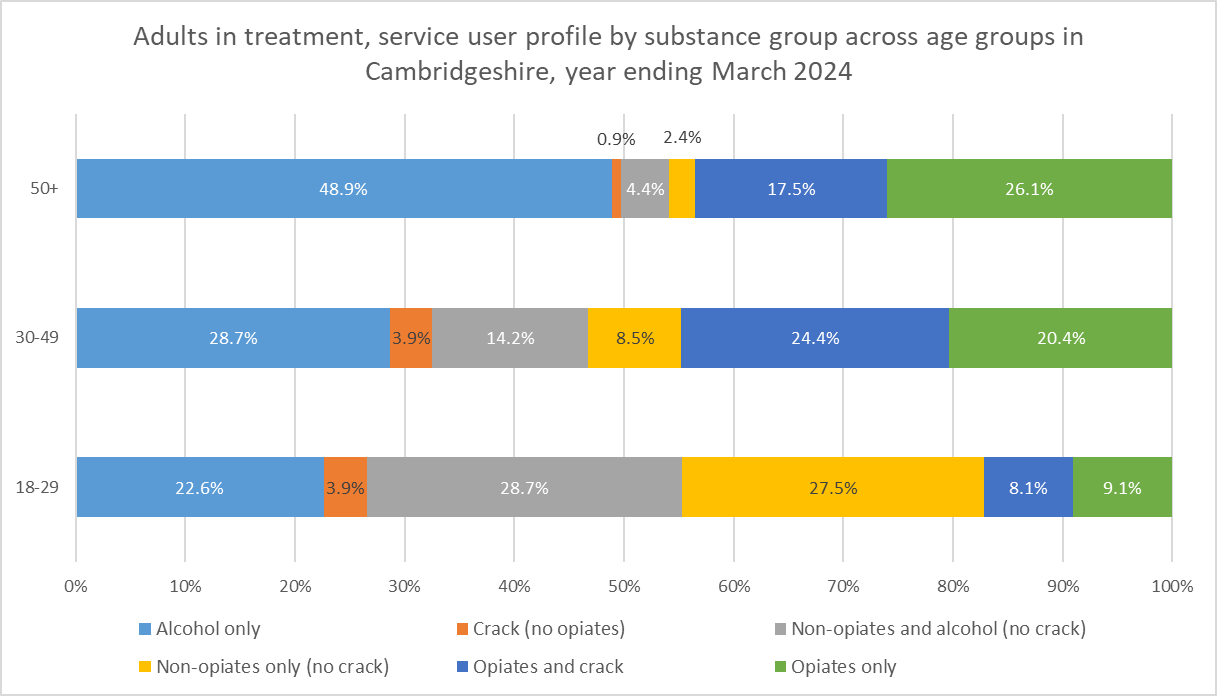 Adults in treatment, service user profile by substance group across age groups in
Cambridgeshire, year ending March 2024
0.9% 2.4%
50+ 48.9% 4.4% 17.5% 26.1%
30-49 28.7% 3.9% 14.2% 8.5% 24.4% 20.4%
18-29 22.6% 3.9% 28.7% 27.5% 8.1% 9.1%
0% 10% 20% 30% 40% 50% 60% 70% 80% 90% 100%
Alcohol only Crack (no opiates) Non-opiates and alcohol (no crack)
Non-opiates only (no crack) Opiates and crack Opiates only